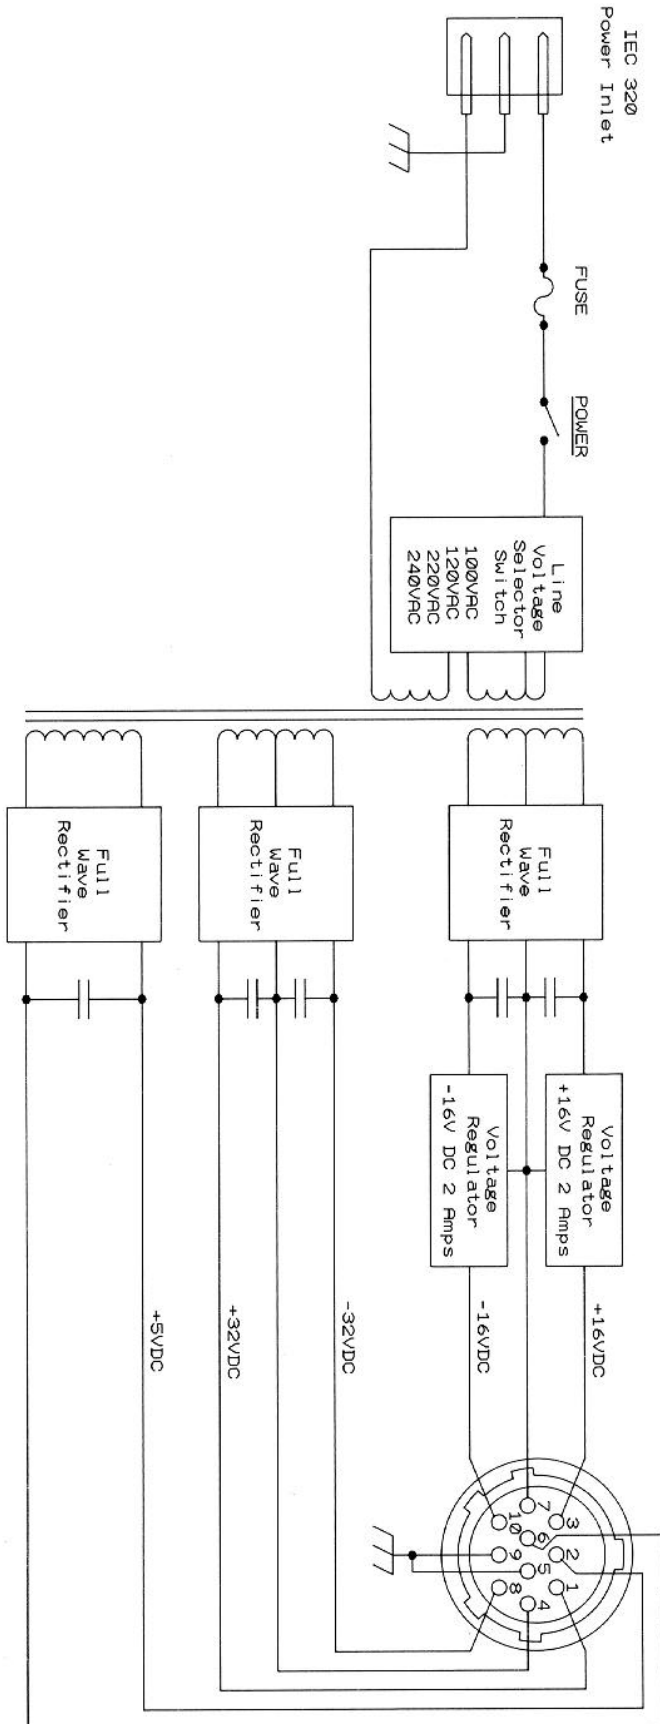 IEC 320
Power Inlet
FUSE
POWER
Line
Voltage
Selector
Switch
100VAC
120VAC
220VAC
240VAC
Full
Wave
Rectifier
Full
Wave
Rectifier
Full
Wave
Rectifier
Voltage
Regulator
+16V DC 2 Amps
Voltage
Regulator
-16V DC 2 Amps
+16VDC
-16VDC
-32VDC
+32VDC
+5VDC
3
2
1
7
6
5
4
10
9
8